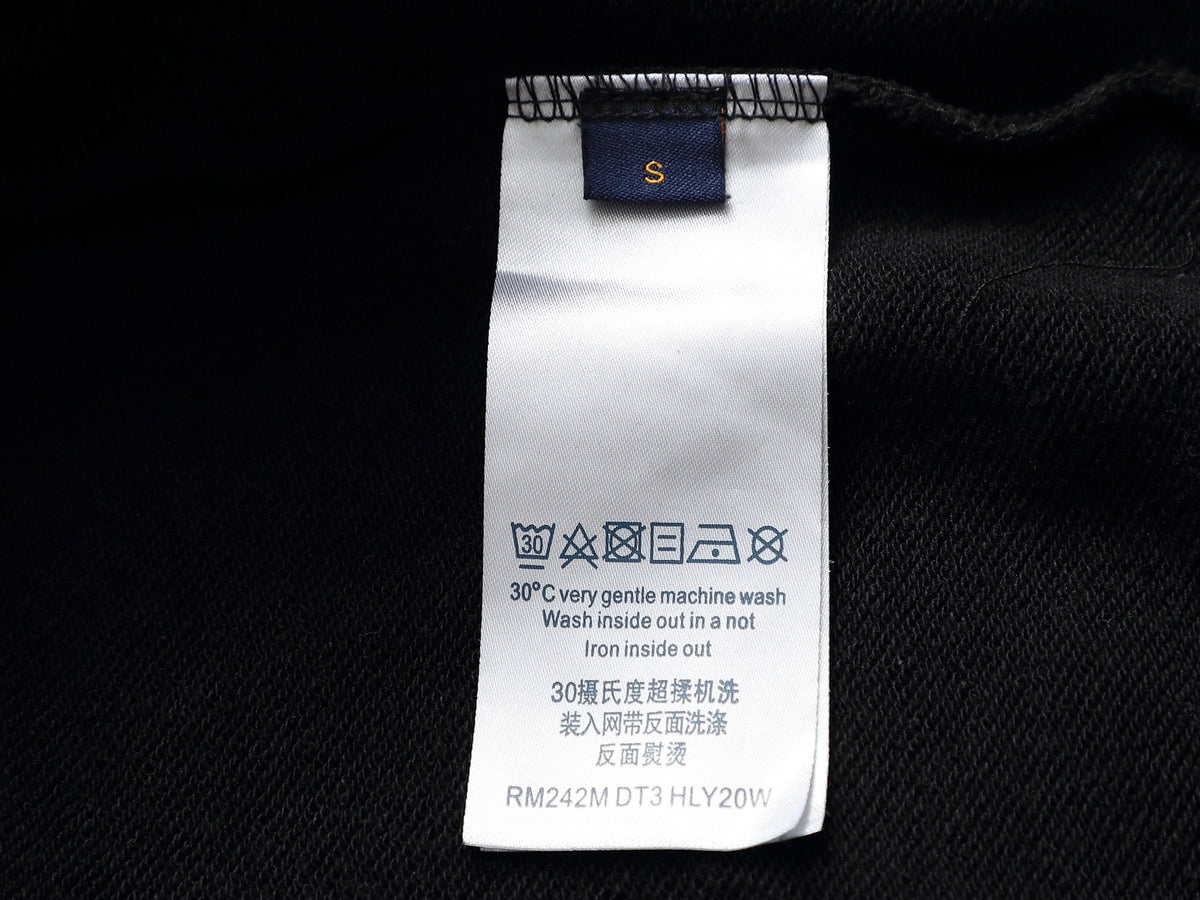 S
30
30°C very gentle machine wash
Wash inside out in a not
Iron inside out
30摄氏度超揉机洗
装入网带反面洗涤
反面熨烫
RM242M DT3 HLY20W